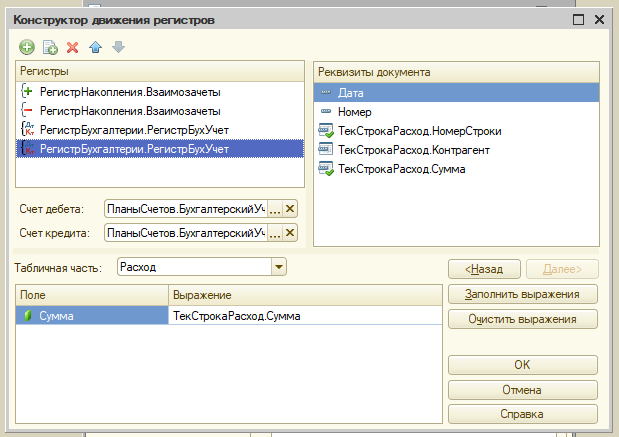 Конструктор движения регистров
Регистры
РегистрНакопления.Взаимозачеты
РегистрНакопления.Взаимозачеты
РегистрБухгалтерии.РегистрБухУчет
РегистрБухгалтерии.РегистрБухУчет
Реквизиты документа
Дата
Номер
ТекСтрокаРасход.НомерСтроки
ТекСтрокаРасход.Контрагент
ТекСтрокаРасход.Сумма
Счет дебета: ПланыСчетов.БухгалтерскийУч ...
Счет кредита: ПланыСчетов.БухгалтерскийУч ...
Табличная часть: Расход
<Назад
Далее>
Поле Выражение
Сумма ТекСтрокаРасход.Сумма
Заполнить выражения
Очистить выражения
OK
Отмена
Справка